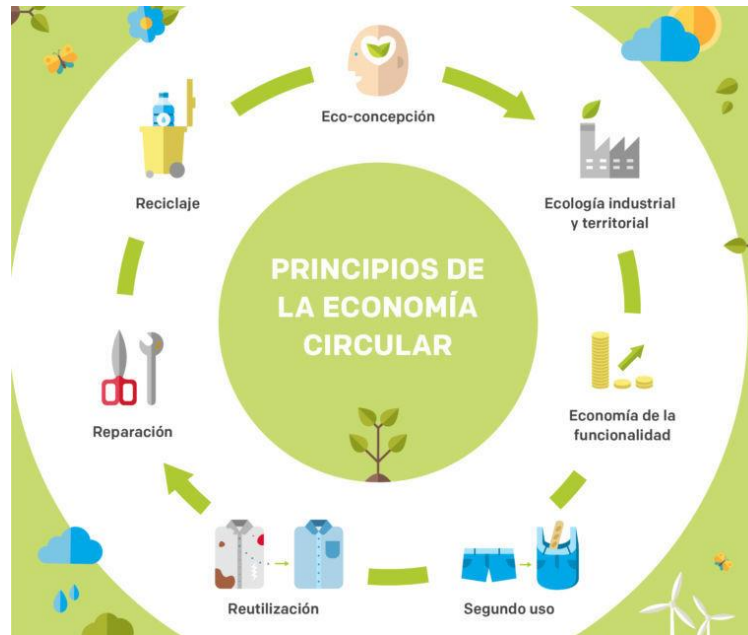 PRINCIPIOS DE
LA ECONOMÍA
CIRCULAR
Eco-concepción
Ecología industrial
y territorial
Economía de la
funcionalidad
Segundo uso
Reutilización
Reparación
Reciclaje